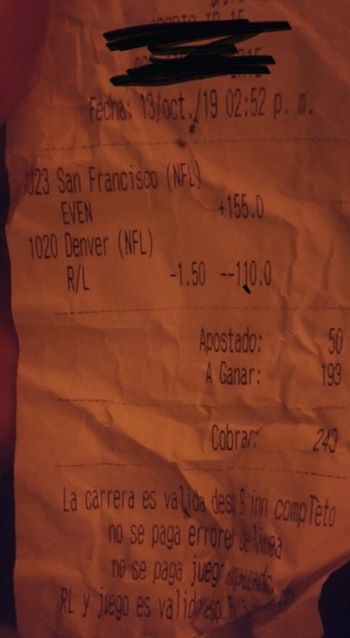 Fecha: 13/oct./19 02:52 p. m.
023 San Francisco (NFL)
EVEN +155.0
1020 Denver (NFL)
R/L -1.50 --110.0
Apostado: 50
A Ganar: 193
Cobrar: 243
La carrera es valida des 9 inn completo
no se paga errores de linea
no se paga juego
RL y juego es valido